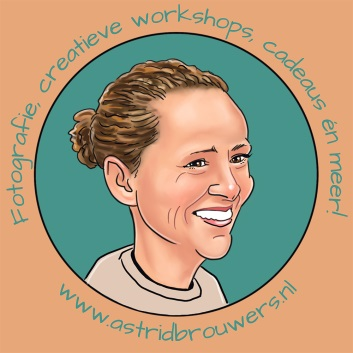 Fotografie, creatieve workshops, cadeaus én meer!
www.astridbrouwers.nl